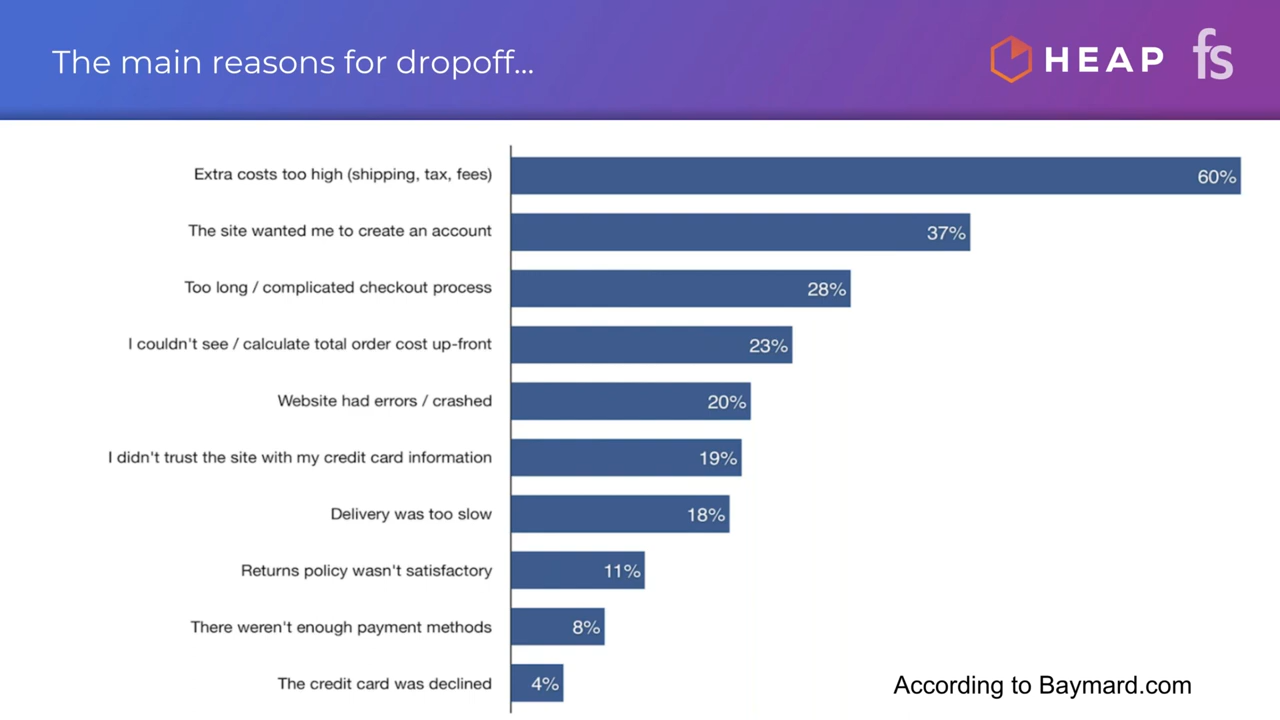 The main reasons for dropoff...
HEAP fs
Extra costs too high (shipping, tax, fees) 60%
The site wanted me to create an account 37%
Too long / complicated checkout process 28%
I couldn't see / calculate total order cost up-front 23%
Website had errors / crashed 20%
I didn't trust the site with my credit card information 19%
Delivery was too slow 18%
Returns policy wasn't satisfactory 11%
There weren't enough payment methods 8%
The credit card was declined 4%
According to Baymard.com